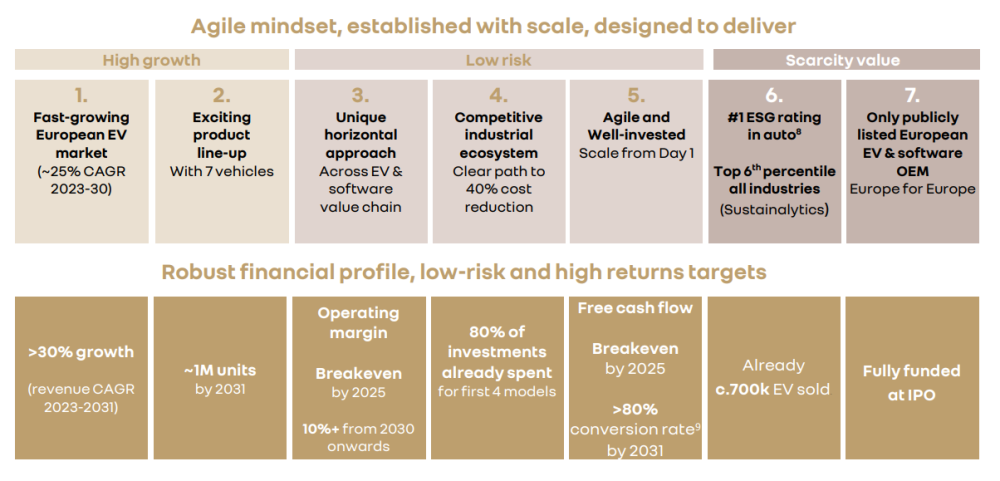 Agile mindset, established with scale, designed to deliver
High growth
Low risk
Scarcity value
1.
Fast-growing
European EV
market
(~25% CAGR
2023-30)
2.
Exciting
product
line-up
With 7 vehicles
3.
Unique
horizontal
approach
Across EV &
software
value chain
4.
Competitive
industrial
ecosystem
Clear path to
40% cost
reduction
5.
Agile and
Well-invested
Scale from Day 1
6.
#1 ESG rating
in auto⁸
Top 6ᵗʰ percentile
all industries
(Sustainalytics)
7.
Only publicly
listed European
EV & software
OEM
Europe for Europe
Robust financial profile, low-risk and high returns targets
>30% growth
(revenue CAGR
2023-2031)
~1M units
by 2031
Operating
margin
Breakeven
by 2025
10%+ from 2030
onwards
80% of
investments
already spent
for first 4 models
Free cash flow
Breakeven
by 2025
>80%
conversion rate⁹
by 2031
Already
c.700k EV sold
Fully funded
at IPO